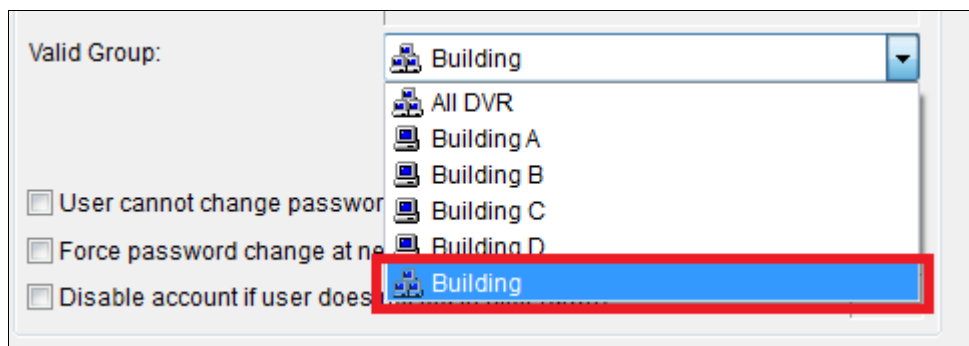 Valid Group:
Building
All DVR
Building A
Building B
Building C
Building D
Building
User cannot change passwor
Force password change at ne
Disable account if user does